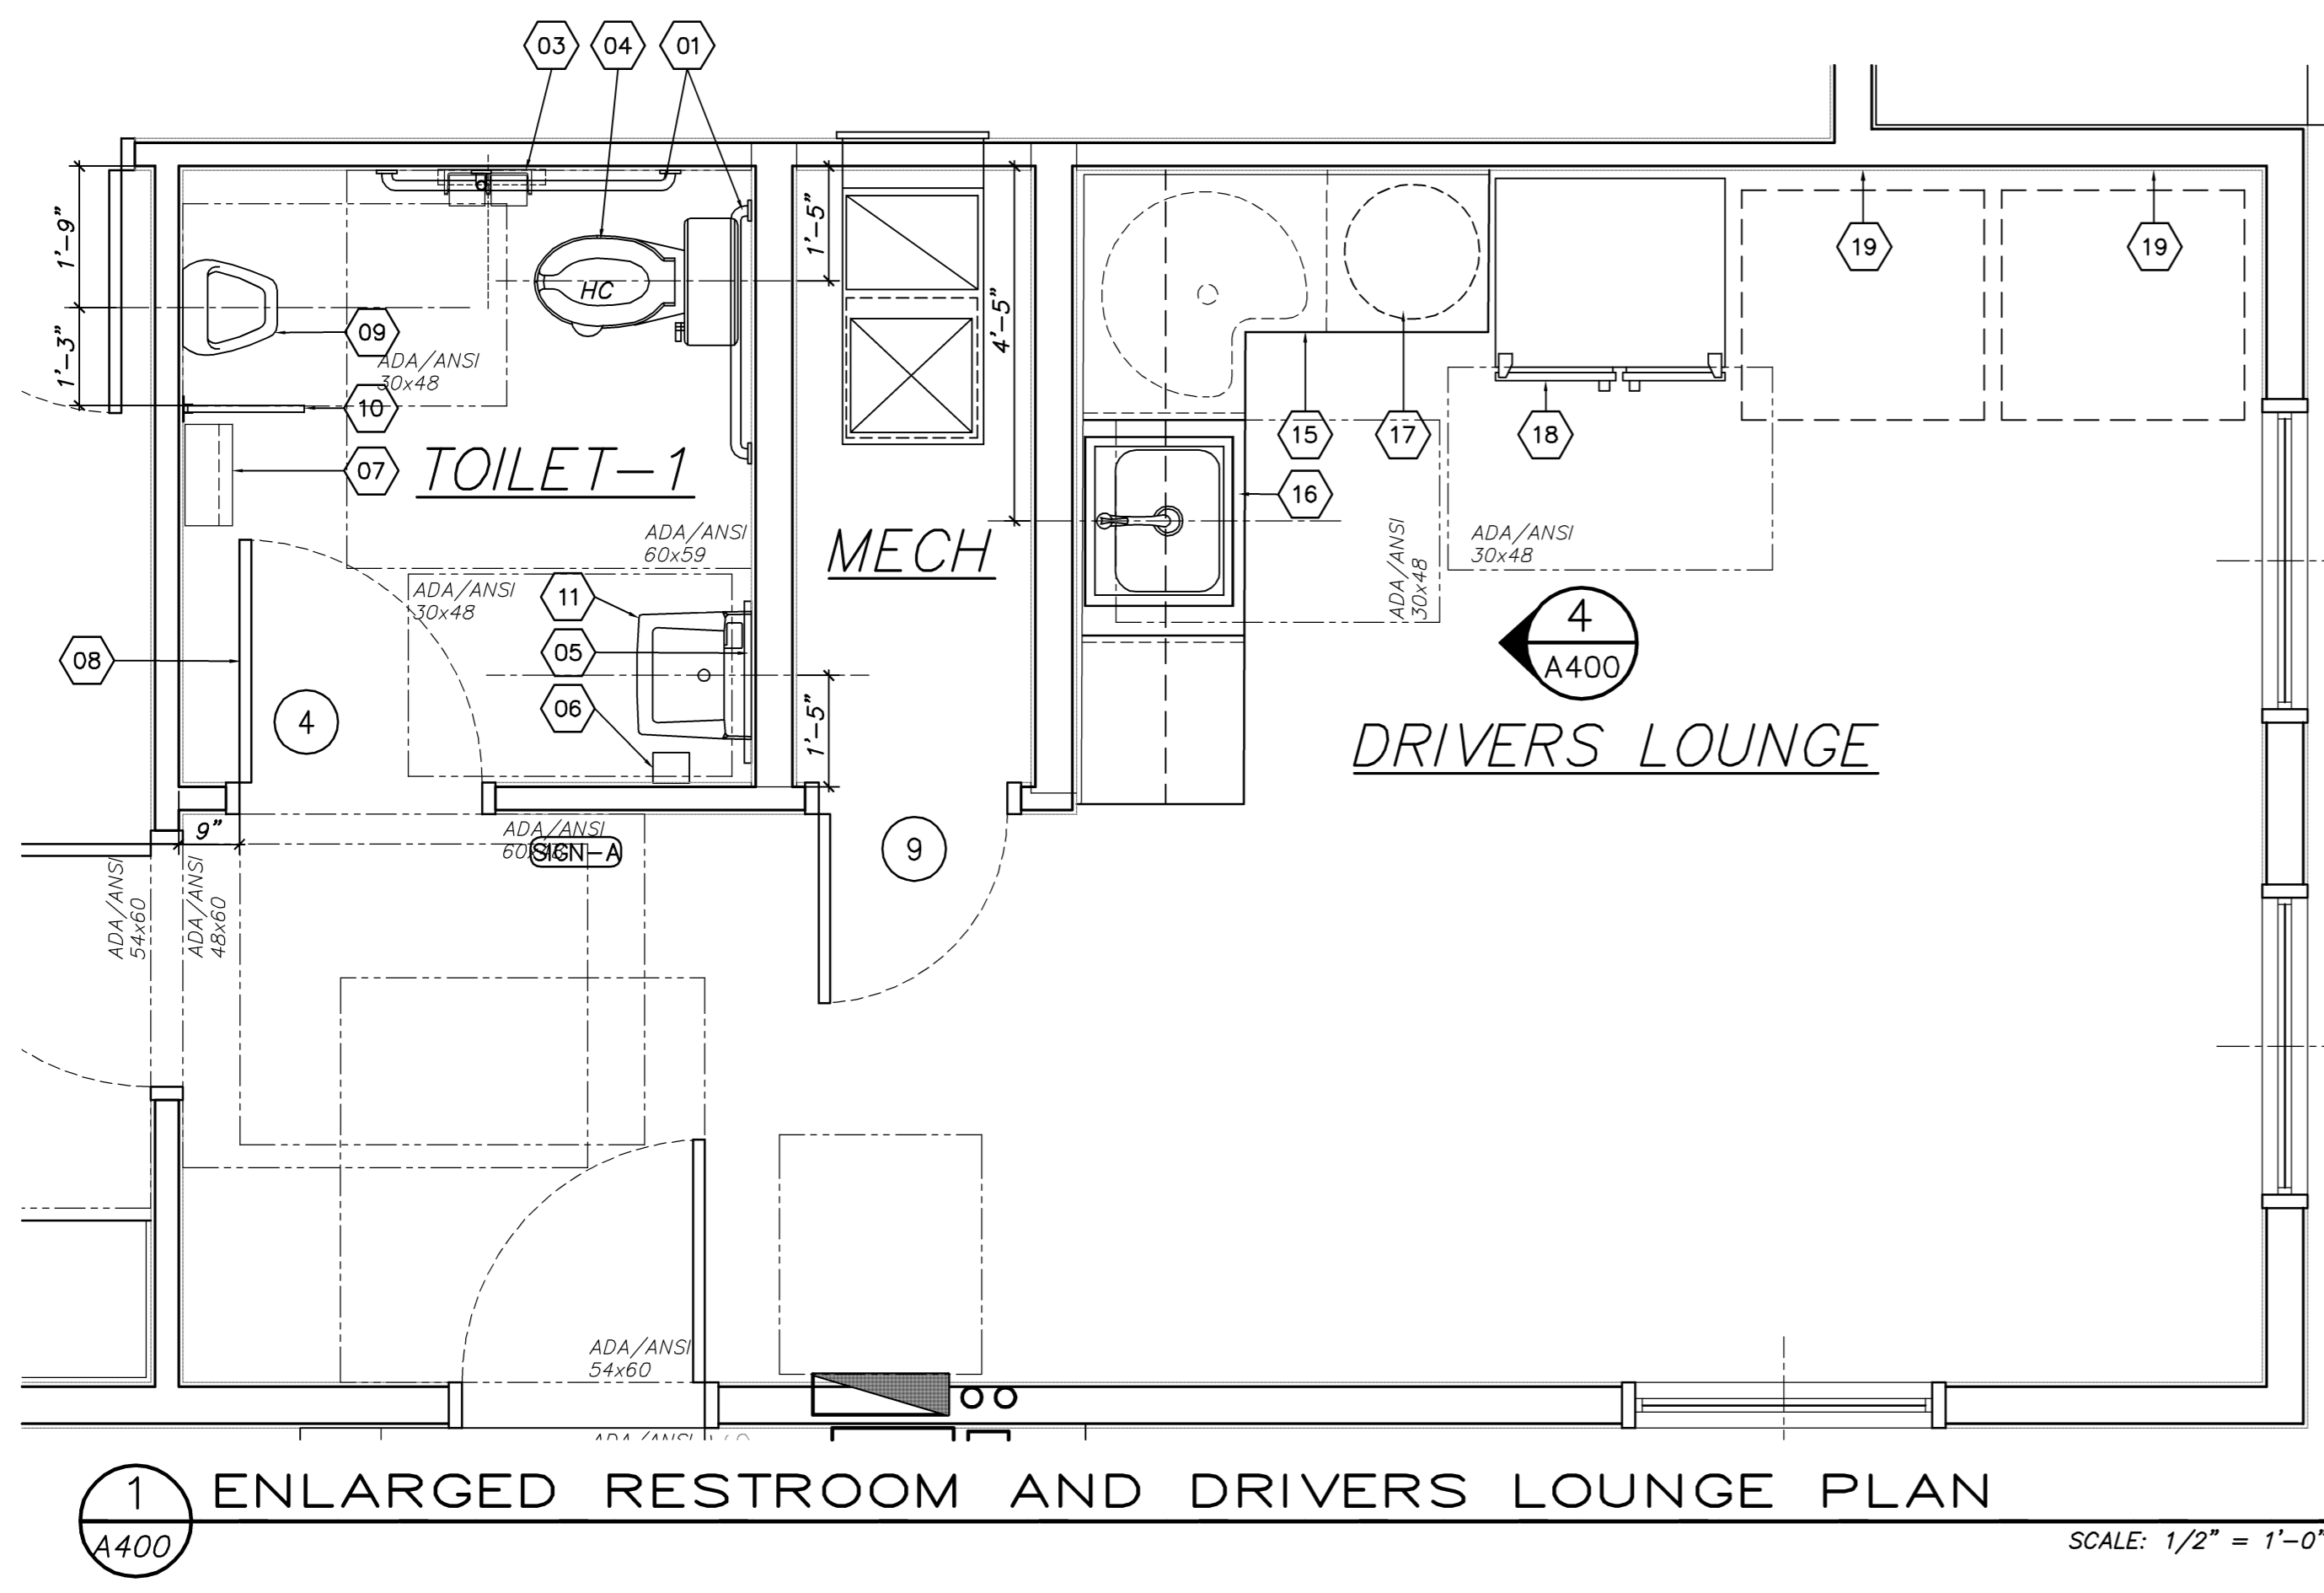 03
04
01
1'-9"
1'-5"
HC
19
19
4'-5"
1'-3"
09
ADA/ANSI
30x48
10
15
17
18
07
TOILET-1
16
ADA/ANSI
60x59
MECH
ADA/ANSI
30x48
ADA/ANSI
30x48
ADA/ANSI
30x48
11
05
08
06
4
A400
4
1'-5"
DRIVERS LOUNGE
9"
ADA/ANSI
SIGN-A
9
ADA/ANSI
54x60
ADA/ANSI
48x60
ADA/ANSI
54x60
1
A400
ENLARGED RESTROOM AND DRIVERS LOUNGE PLAN
SCALE: 1/2" = 1'-0"